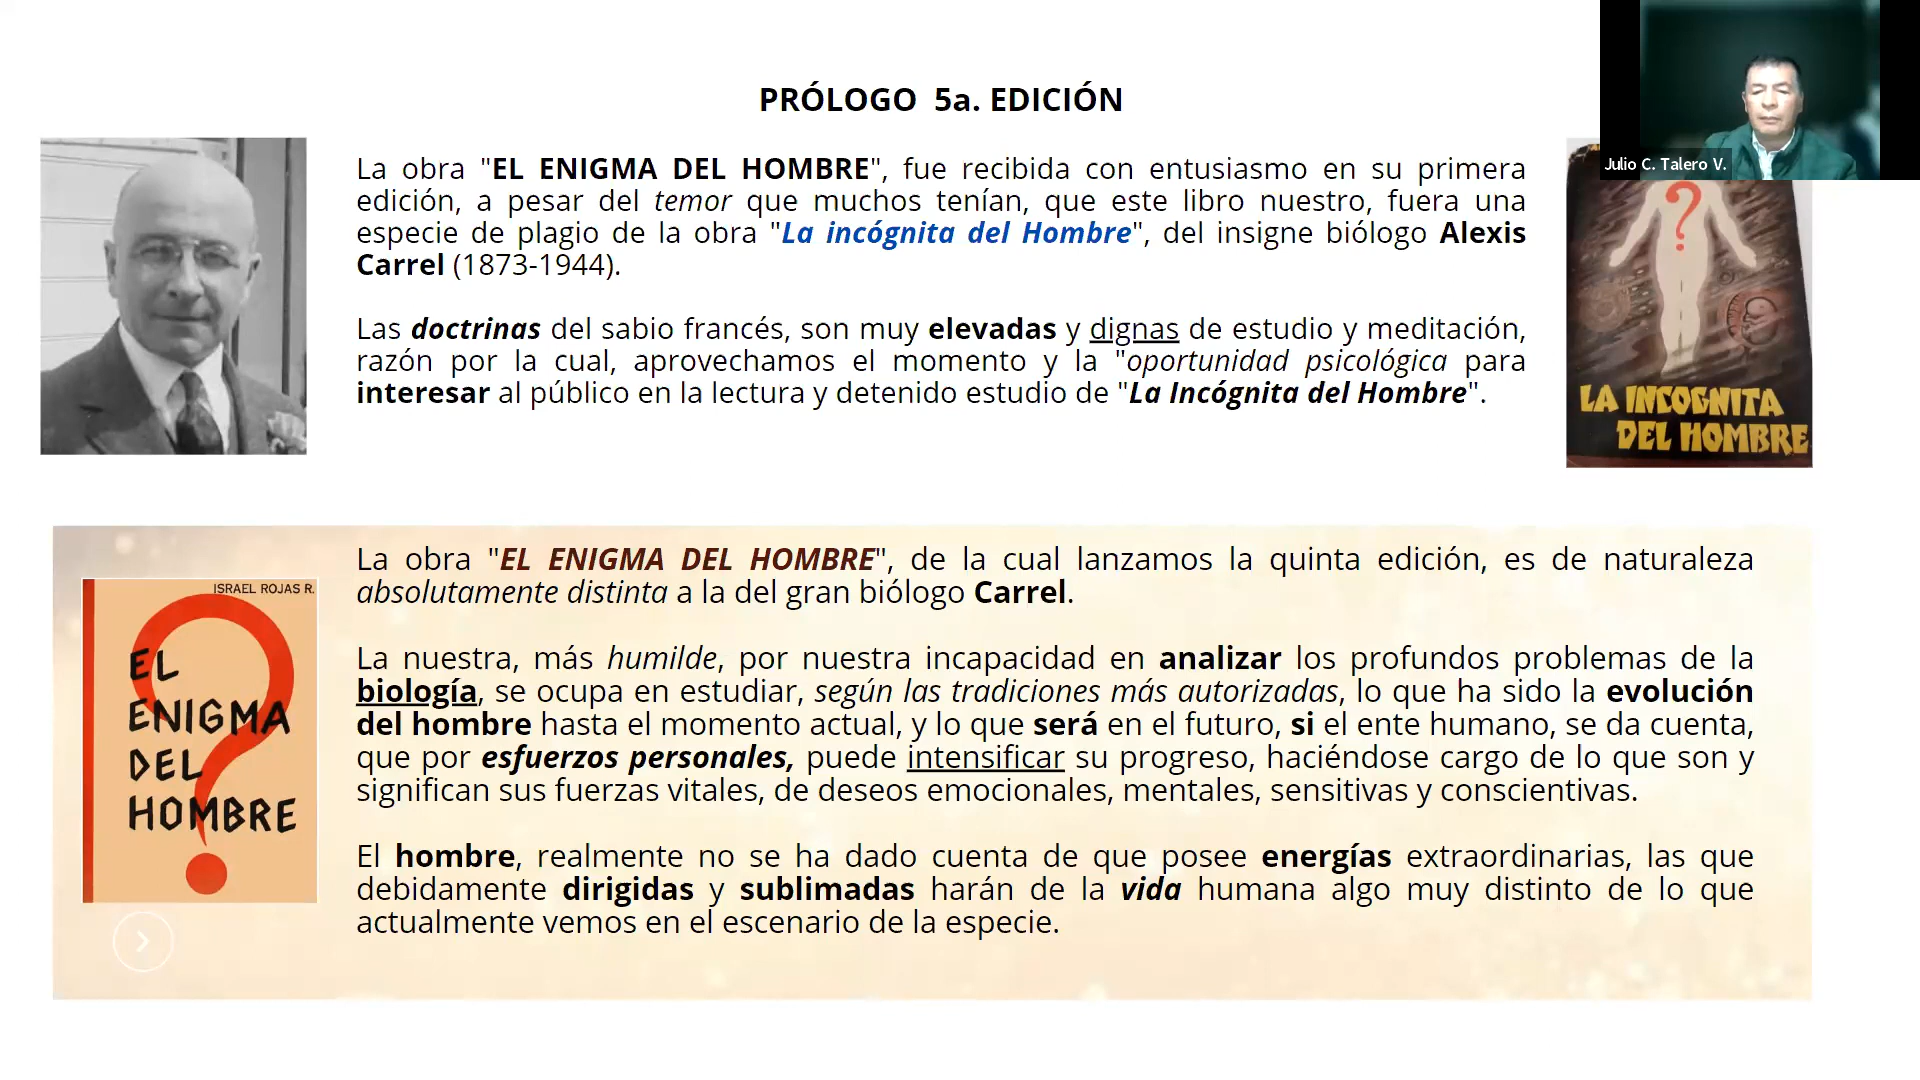 PRÓLOGO 5a. EDICIÓN
Julio C. Talero V.
La obra "EL ENIGMA DEL HOMBRE", fue recibida con entusiasmo en su primera
edición, a pesar del temor que muchos tenían, que este libro nuestro, fuera una
especie de plagio de la obra "La incógnita del Hombre", del insigne biólogo Alexis
Carrel (1873-1944).
Las doctrinas del sabio francés, son muy elevadas y dignas de estudio y meditación,
razón por la cual, aprovechamos el momento y la "oportunidad psicológica para
interesar al público en la lectura y detenido estudio de "La Incógnita del Hombre".
?
LA INCOGNITA
DEL HOMBRE
La obra "EL ENIGMA DEL HOMBRE", de la cual lanzamos la quinta edición, es de naturaleza
absolutamente distinta a la del gran biólogo Carrel.
La nuestra, más humilde, por nuestra incapacidad en analizar los profundos problemas de la
biología, se ocupa en estudiar, según las tradiciones más autorizadas, lo que ha sido la evolución
del hombre hasta el momento actual, y lo que será en el futuro, si el ente humano, se da cuenta,
que por esfuerzos personales, puede intensificar su progreso, haciéndose cargo de lo que son y
significan sus fuerzas vitales, de deseos emocionales, mentales, sensitivas y conscientivas.
El hombre, realmente no se ha dado cuenta de que posee energías extraordinarias, las que
debidamente dirigidas y sublimadas harán de la vida humana algo muy distinto de lo que
actualmente vemos en el escenario de la especie.
ISRAEL ROJAS R.
?
EL
ENIGMA
DEL
HOMBRE